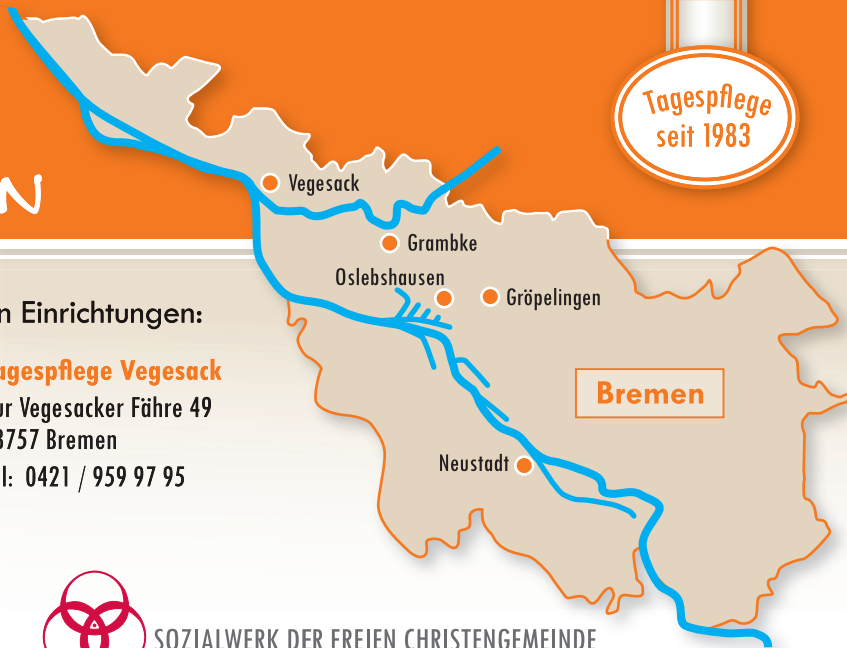 Tagespflege
seit 1983
N
Vegesack
Grambke
Oslebshausen
Gröpelingen
Bremen
Neustadt
n Einrichtungen:
agespflege Vegesack
ur Vegesacker Fähre 49
8757 Bremen
l: 0421 / 959 97 95
SOZIALWERK DER FREIEN CHRISTENGEMEINDE